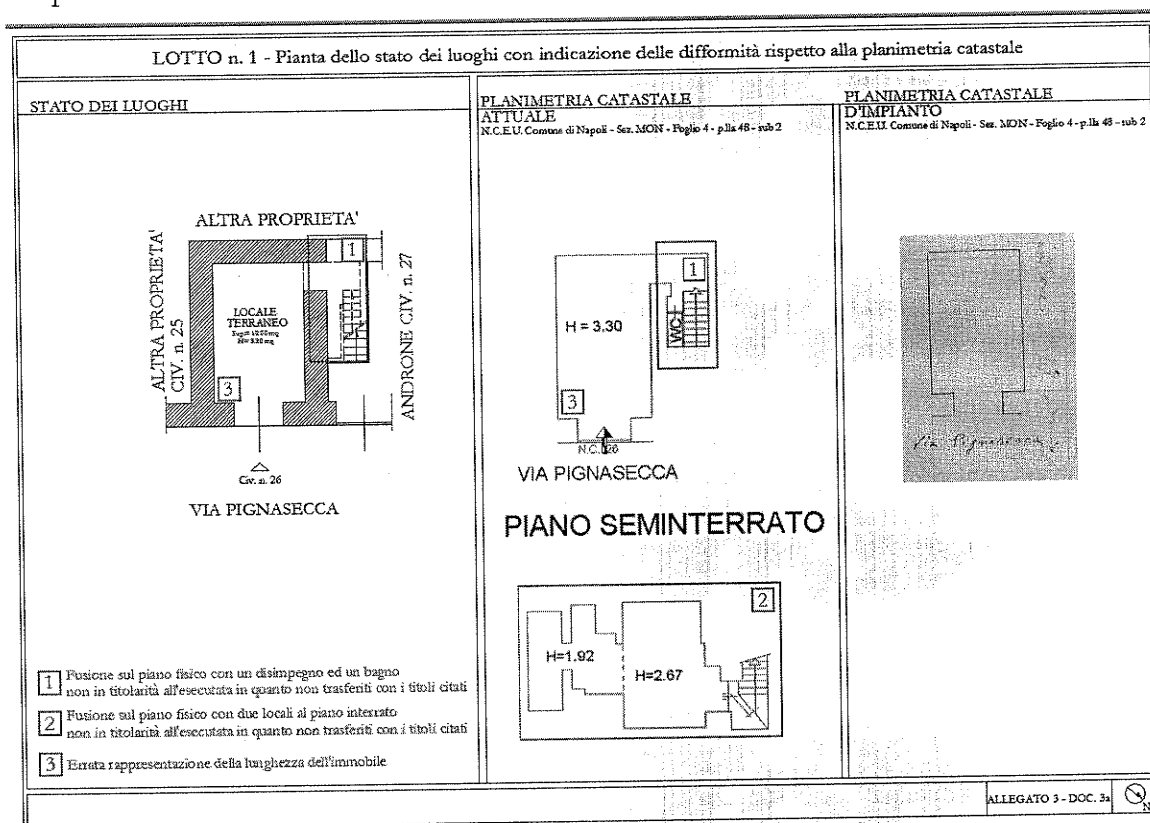 LOTTO n. 1 - Pianta dello stato dei luoghi con indicazione delle difformità rispetto alla planimetria catastale
STATO DEI LUOGHI
ALTRA PROPRIETA'
ALTRA PROPRIETA'
CIV. n. 25
1
LOCALE
TERRANEO
ANDRONE CIV. n. 27
3
Civ. n. 26
VIA PIGNASECCA
1 Fusione sul piano fisico con un disimpegno ed un bagno
non in titolarità all'esecutata in quanto non trasferiti con i titoli citati
2 Fusione sul piano fisico con due locali al piano interrato
non in titolarità all'esecutata in quanto non trasferiti con i titoli citati
3 Errata rappresentazione della lunghezza dell'immobile
PLANIMETRIA CATASTALE
ATTUALE
N.C.E.U. Comune di Napoli - Sez. MON - Foglio 4 - p.lla 48 - sub 2
1
H = 3.30
WC
3
N.C. 26
VIA PIGNASECCA
PIANO SEMINTERRATO
2
H=1.92
H=2.67
PLANIMETRIA CATASTALE
D'IMPIANTO
N.C.E.U. Comune di Napoli - Sez. MON - Foglio 4 - p.lla 48 - sub 2
Via Pignasecca
ALLEGATO 3 - DOC. 3a
N